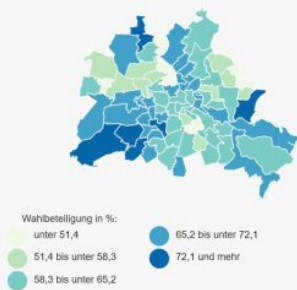 Wahlbeteiligung in %:
unter 51,4
51,4 bis unter 58,3
58,3 bis unter 65,2
65,2 bis unter 72,1
72,1 und mehr